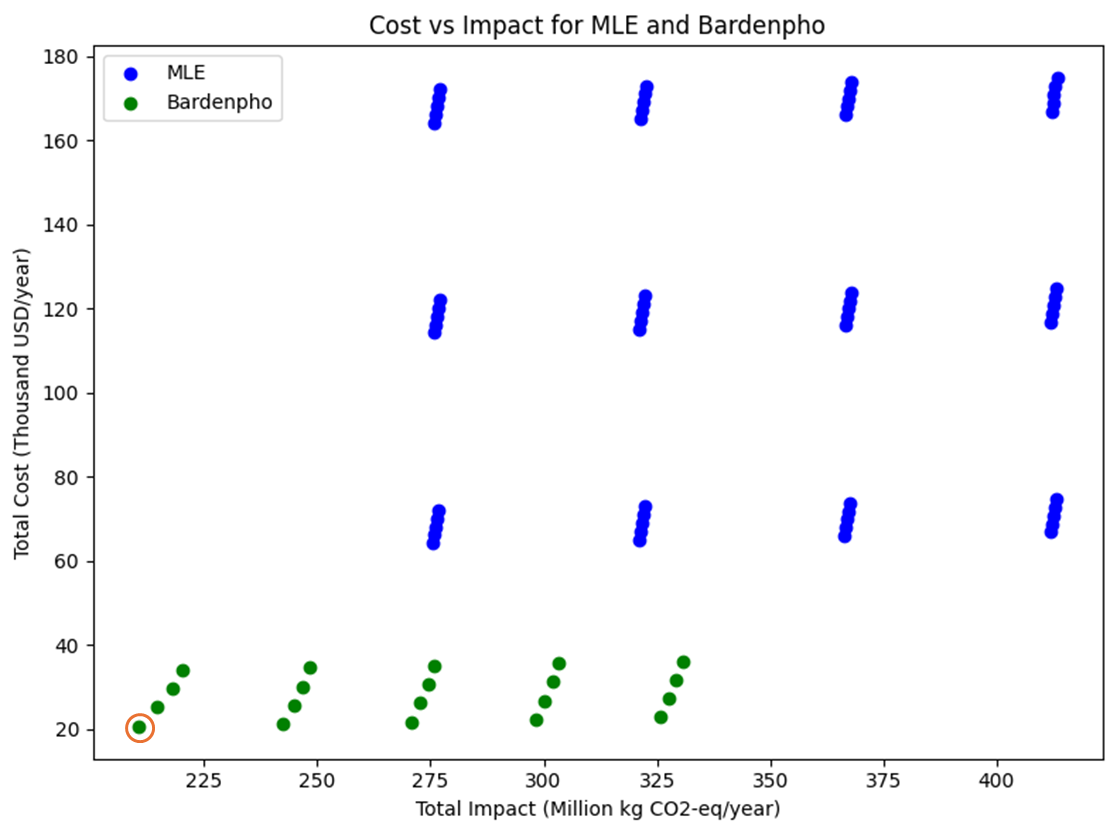 Cost vs Impact for MLE and Bardenpho
MLE
Bardenpho
Total Cost (Thousand USD/year)
180
160
140
120
100
80
60
40
20
225 250 275 300 325 350 375 400
Total Impact (Million kg CO2-eq/year)